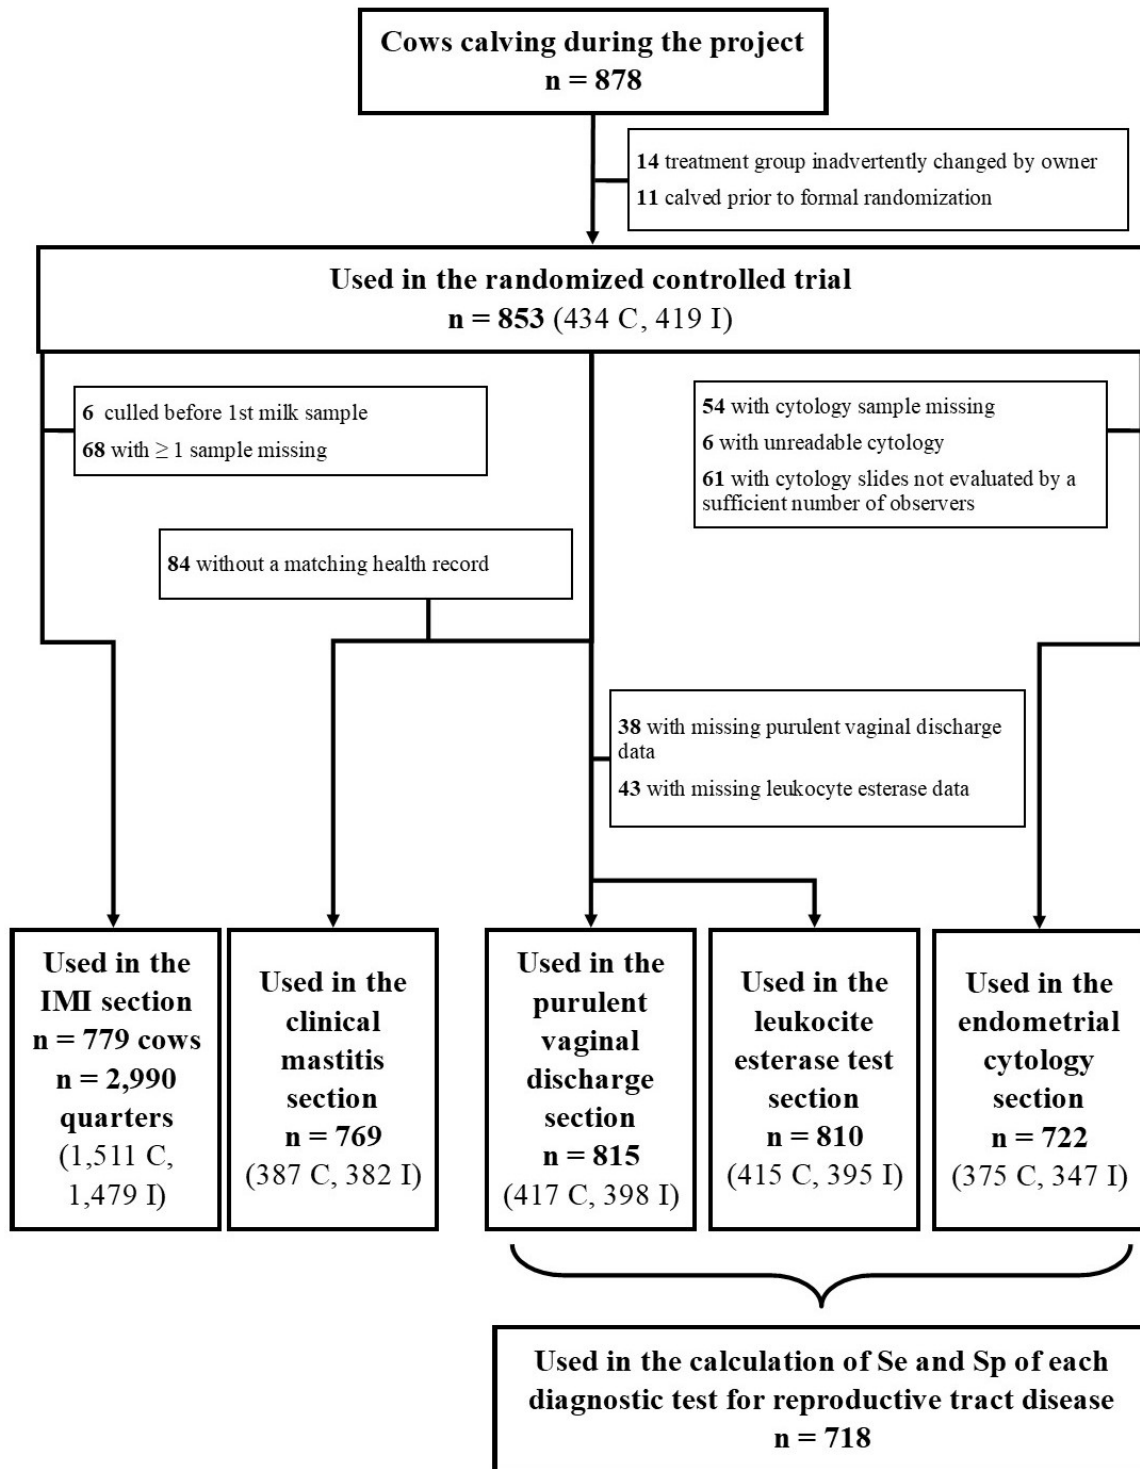 Cows calving during the project
n = 878
14 treatment group inadvertently changed by owner
11 calved prior to formal randomization
Used in the randomized controlled trial
n = 853 (434 C, 419 I)
6 culled before 1st milk sample
68 with ≥ 1 sample missing
54 with cytology sample missing
6 with unreadable cytology
61 with cytology slides not evaluated by a
sufficient number of observers
84 without a matching health record
38 with missing purulent vaginal discharge
data
43 with missing leukocyte esterase data
Used in the
IMI section
n = 779 cows
n = 2,990
quarters
(1,511 C,
1,479 I)
Used in the
clinical
mastitis
section
n = 769
(387 C, 382 I)
Used in the
purulent
vaginal
discharge
section
n = 815
(417 C, 398 I)
Used in the
leukocite
esterase test
section
n = 810
(415 C, 395 I)
Used in the
endometrial
cytology
section
n = 722
(375 C, 347 I)
Used in the calculation of Se and Sp of each
diagnostic test for reproductive tract disease
n = 718